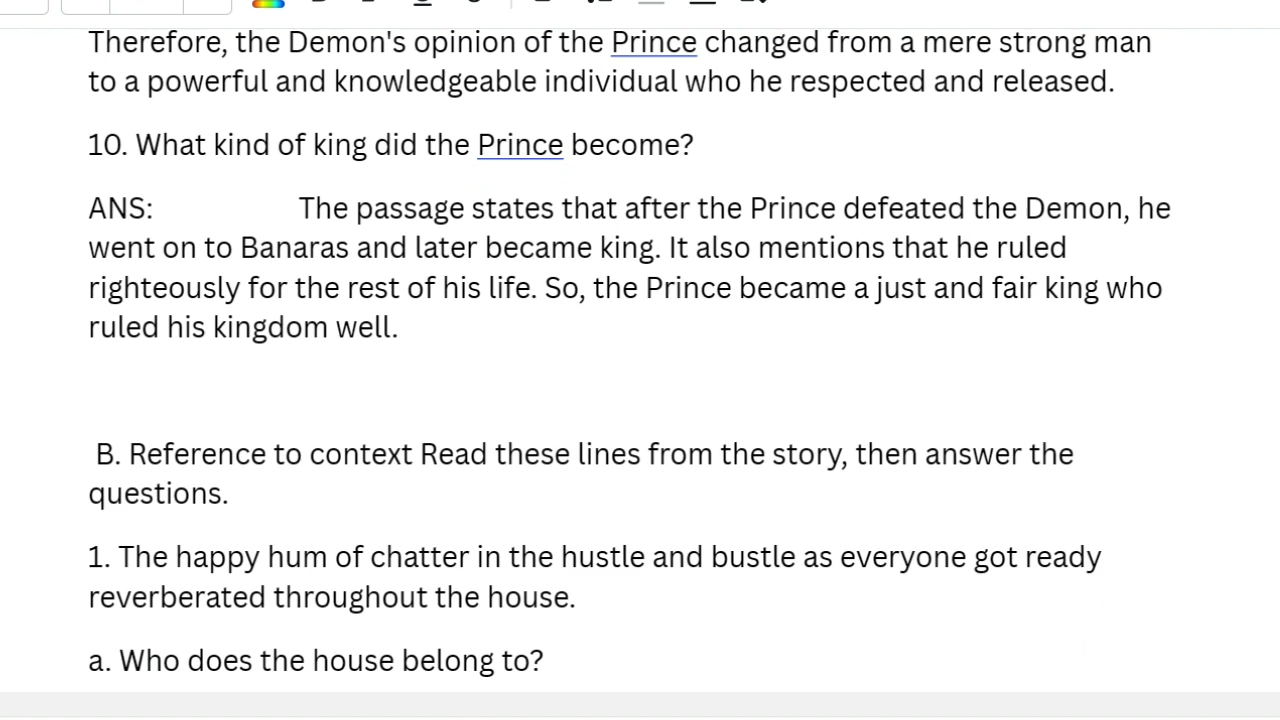 Therefore, the Demon's opinion of the Prince changed from a mere strong man
to a powerful and knowledgeable individual who he respected and released.
10. What kind of king did the Prince become?
ANS: The passage states that after the Prince defeated the Demon, he
went on to Banaras and later became king. It also mentions that he ruled
righteously for the rest of his life. So, the Prince became a just and fair king who
ruled his kingdom well.
B. Reference to context Read these lines from the story, then answer the
questions.
1. The happy hum of chatter in the hustle and bustle as everyone got ready
reverberated throughout the house.
a. Who does the house belong to?